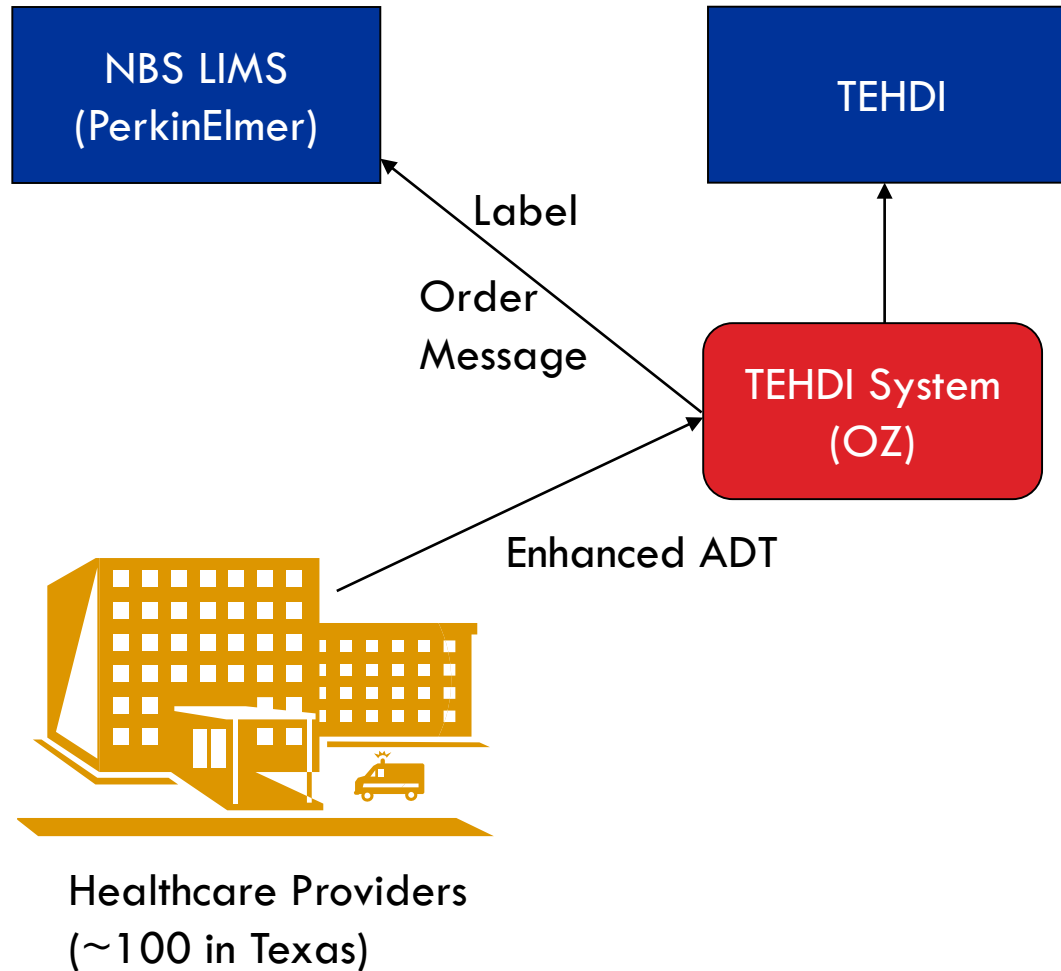 NBS LIMS
(PerkinElmer)
TEHDI
Label
Order
Message
TEHDI System
(OZ)
Enhanced ADT
Healthcare Providers
(~100 in Texas)